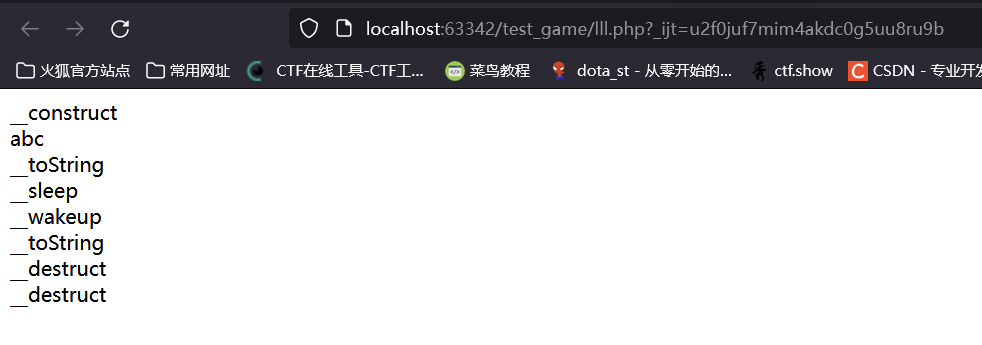 localhost:63342/test_game/lll.php?_ijt=u2f0juf7mim4akdc0g5uu8ru9b
火狐官方站点 常用网址 CTF在线工具-CTF工... 菜鸟教程 dota_st - 从零开始的... ctf.show CSDN - 专业开发
__construct
abc
__toString
__sleep
__wakeup
__toString
__destruct
__destruct